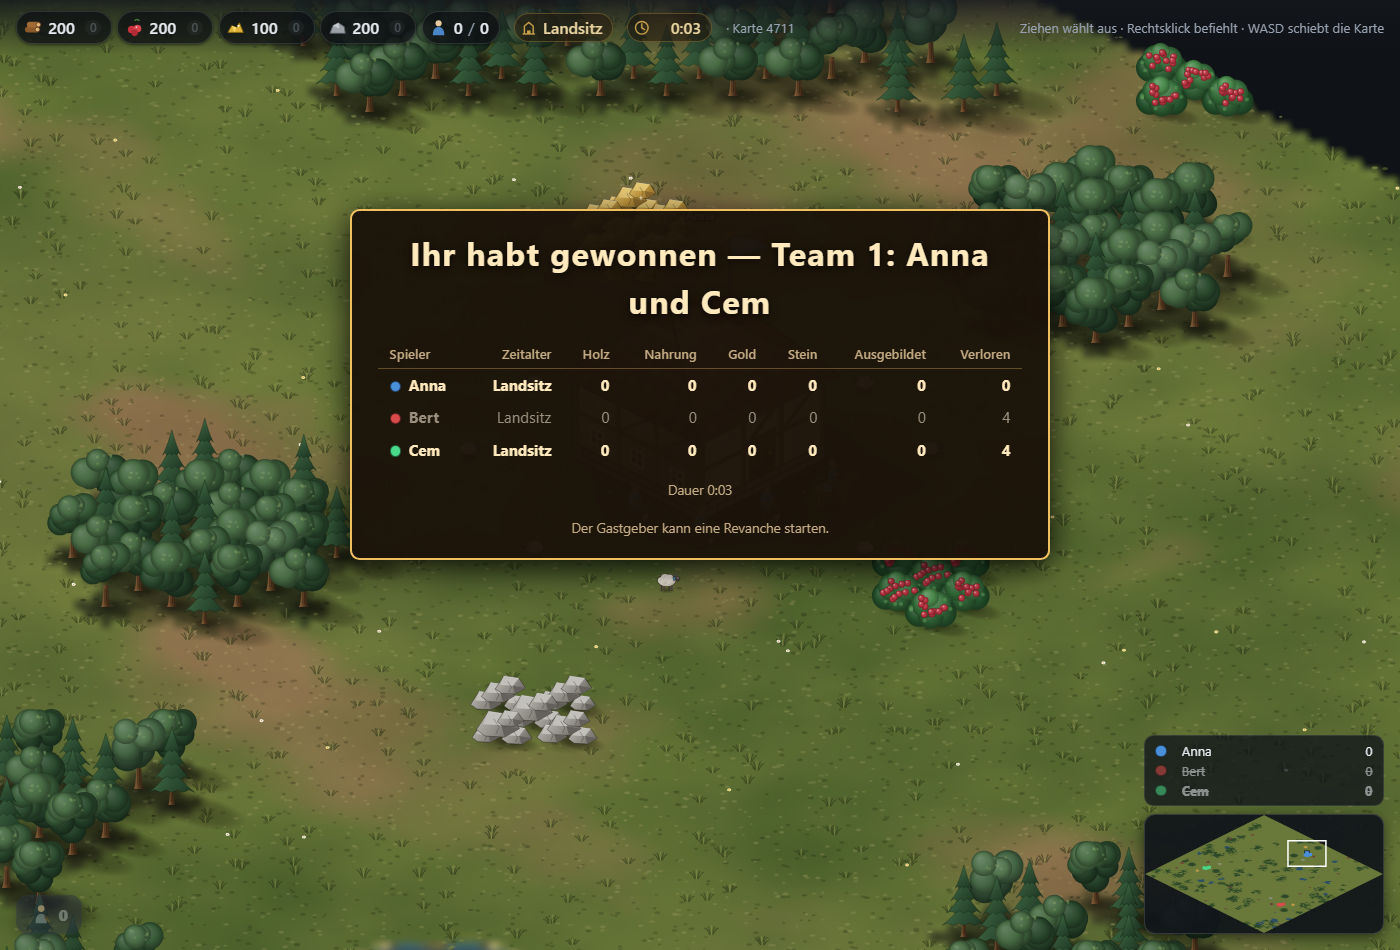 200 0 200 0 100 0 200 0 0 / 0 Landsitz 0:03 · Karte 4711 Ziehen wählt aus · Rechtsklick befiehlt · WASD schiebt die Karte
Ihr habt gewonnen — Team 1: Anna
und Cem
Spieler Zeitalter Holz Nahrung Gold Stein Ausgebildet Verloren
Anna Landsitz 0 0 0 0 0 0
Bert Landsitz 0 0 0 0 0 4
Cem Landsitz 0 0 0 0 0 4
Dauer 0:03
Der Gastgeber kann eine Revanche starten.
Anna 0
Bert 0
Cem 0
0